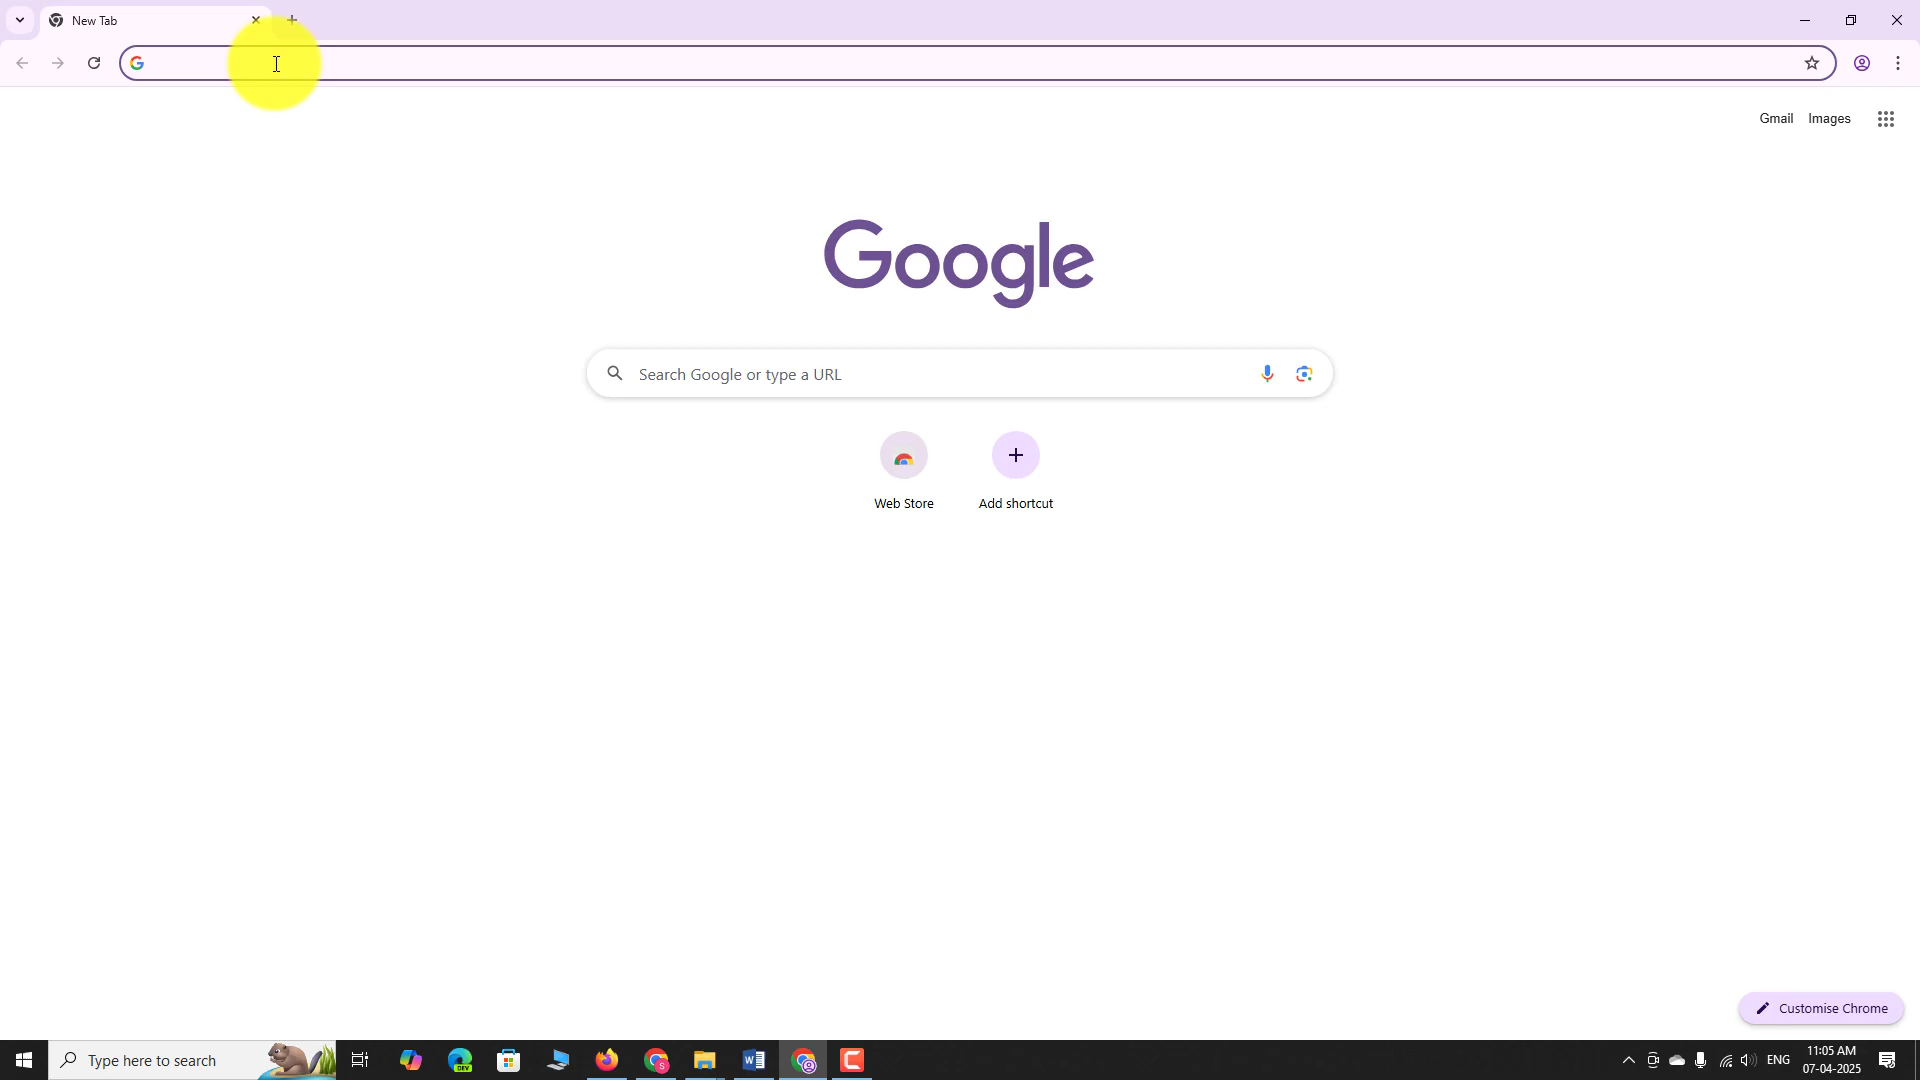 New Tab
Gmail Images
Google
Search Google or type a URL
Web Store Add shortcut
Customise Chrome
Type here to search
DEV
S
W
ENG
11:05 AM
07-04-2025